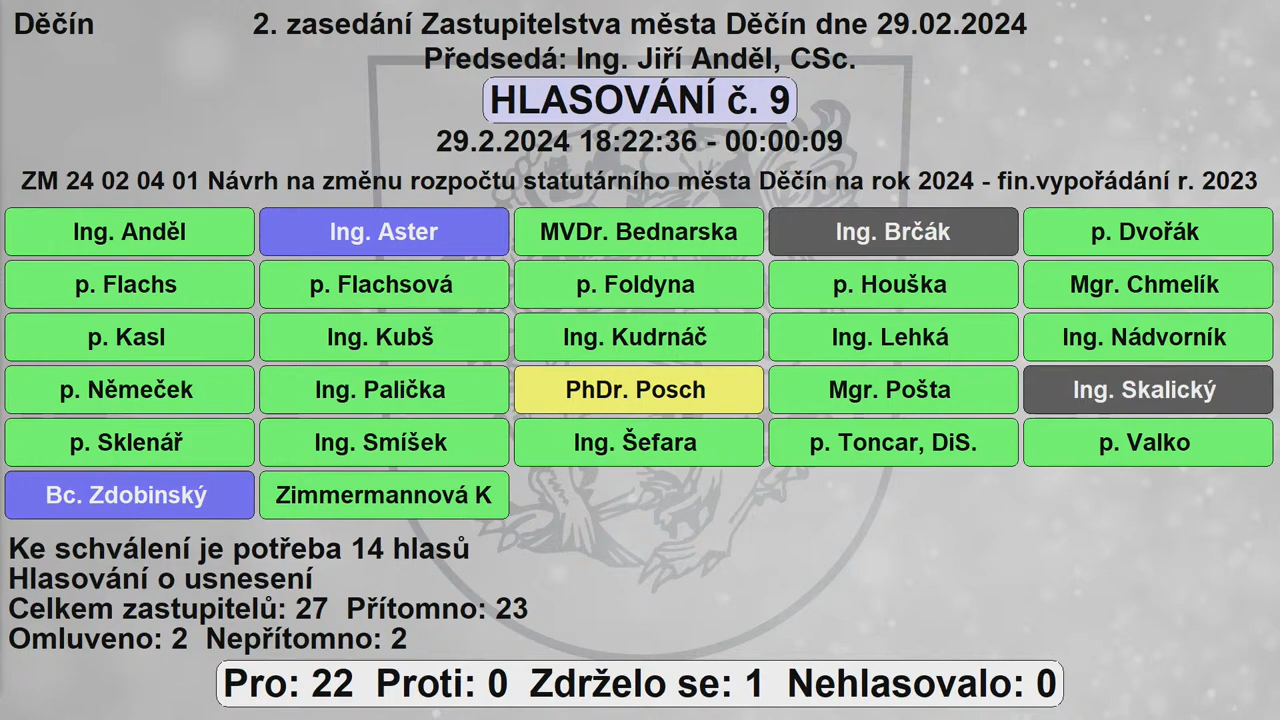 Děčín
2. zasedání Zastupitelstva města Děčín dne 29.02.2024
Předsedá: Ing. Jiří Anděl, CSc.
HLASOVÁNÍ č. 9
29.2.2024 18:22:36 - 00:00:09
ZM 24 02 04 01 Návrh na změnu rozpočtu statutárního města Děčín na rok 2024 - fin.vypořádání r. 2023
Ing. Anděl Ing. Aster MVDr. Bednarska Ing. Brčák p. Dvořák
p. Flachs p. Flachsová p. Foldyna p. Houška Mgr. Chmelík
p. Kasl Ing. Kubš Ing. Kudrnáč Ing. Lehká Ing. Nádvorník
p. Němeček Ing. Palička PhDr. Posch Mgr. Pošta Ing. Skalický
p. Sklenář Ing. Smíšek Ing. Šefara p. Toncar, DiS. p. Valko
Bc. Zdobinský Zimmermannová K
Ke schválení je potřeba 14 hlasů
Hlasování o usnesení
Celkem zastupitelů: 27 Přítomno: 23
Omluveno: 2 Nepřítomno: 2
Pro: 22 Proti: 0 Zdrželo se: 1 Nehlasovalo: 0